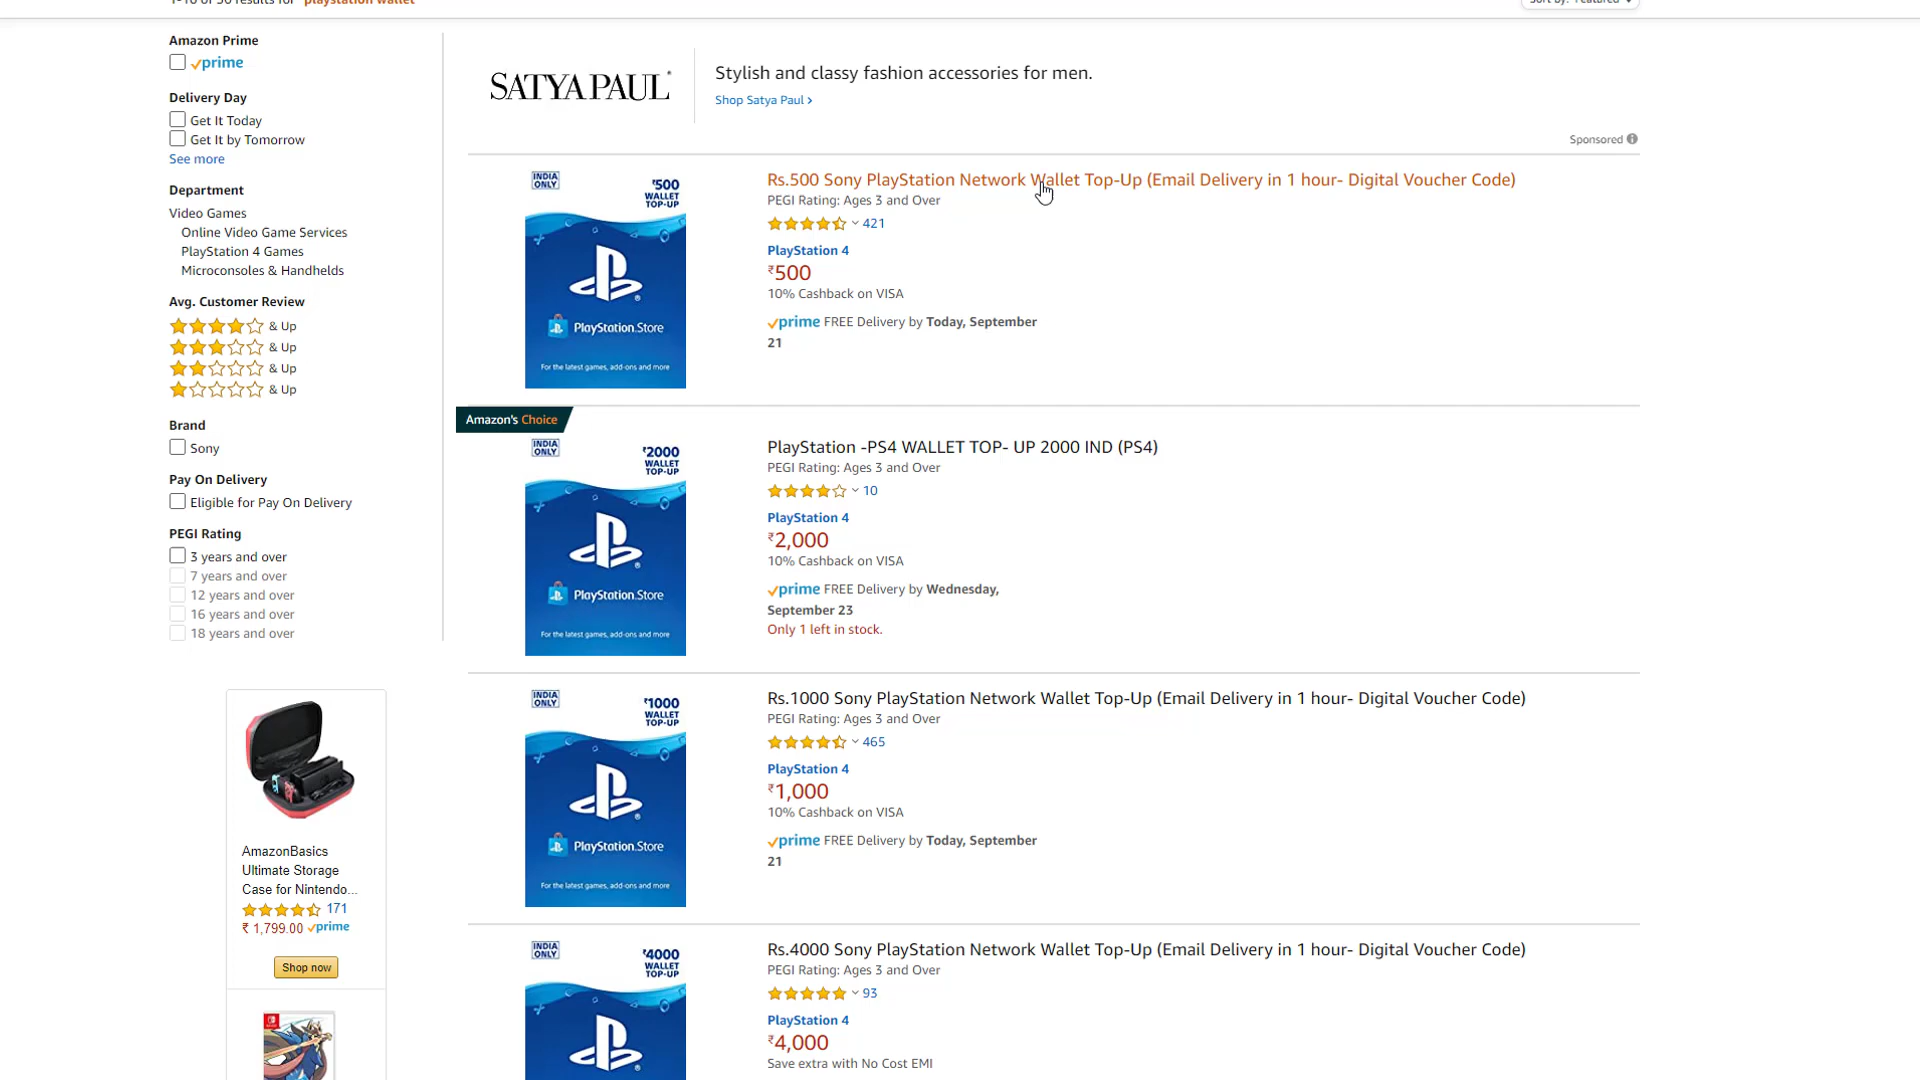 1-16 of 50 results for "playstation wallet"
Sort by: Featured
Amazon Prime
prime
Delivery Day
Get It Today
Get It by Tomorrow
See more
Department
Video Games
Online Video Game Services
PlayStation 4 Games
Microconsoles & Handhelds
Avg. Customer Review
& Up
& Up
& Up
& Up
Brand
Sony
Pay On Delivery
Eligible for Pay On Delivery
PEGI Rating
3 years and over
7 years and over
12 years and over
16 years and over
18 years and over
AmazonBasics
Ultimate Storage
Case for Nintendo...
171
₹ 1,799.00 prime
Shop now
SATYA PAUL
Stylish and classy fashion accessories for men.
Shop Satya Paul ›
Sponsored
INDIA
ONLY
₹500
WALLET
TOP-UP
PlayStation.Store
For the latest games, add-ons and more
Rs.500 Sony PlayStation Network Wallet Top-Up (Email Delivery in 1 hour- Digital Voucher Code)
PEGI Rating: Ages 3 and Over
421
PlayStation 4
₹500
10% Cashback on VISA
prime FREE Delivery by Today, September
21
Amazon's Choice
INDIA
ONLY
₹2000
WALLET
TOP-UP
PlayStation.Store
For the latest games, add-ons and more
PlayStation -PS4 WALLET TOP- UP 2000 IND (PS4)
PEGI Rating: Ages 3 and Over
10
PlayStation 4
₹2,000
10% Cashback on VISA
prime FREE Delivery by Wednesday,
September 23
Only 1 left in stock.
INDIA
ONLY
₹1000
WALLET
TOP-UP
PlayStation.Store
For the latest games, add-ons and more
Rs.1000 Sony PlayStation Network Wallet Top-Up (Email Delivery in 1 hour- Digital Voucher Code)
PEGI Rating: Ages 3 and Over
465
PlayStation 4
₹1,000
10% Cashback on VISA
prime FREE Delivery by Today, September
21
INDIA
ONLY
₹4000
WALLET
TOP-UP
Rs.4000 Sony PlayStation Network Wallet Top-Up (Email Delivery in 1 hour- Digital Voucher Code)
PEGI Rating: Ages 3 and Over
93
PlayStation 4
₹4,000
Save extra with No Cost EMI